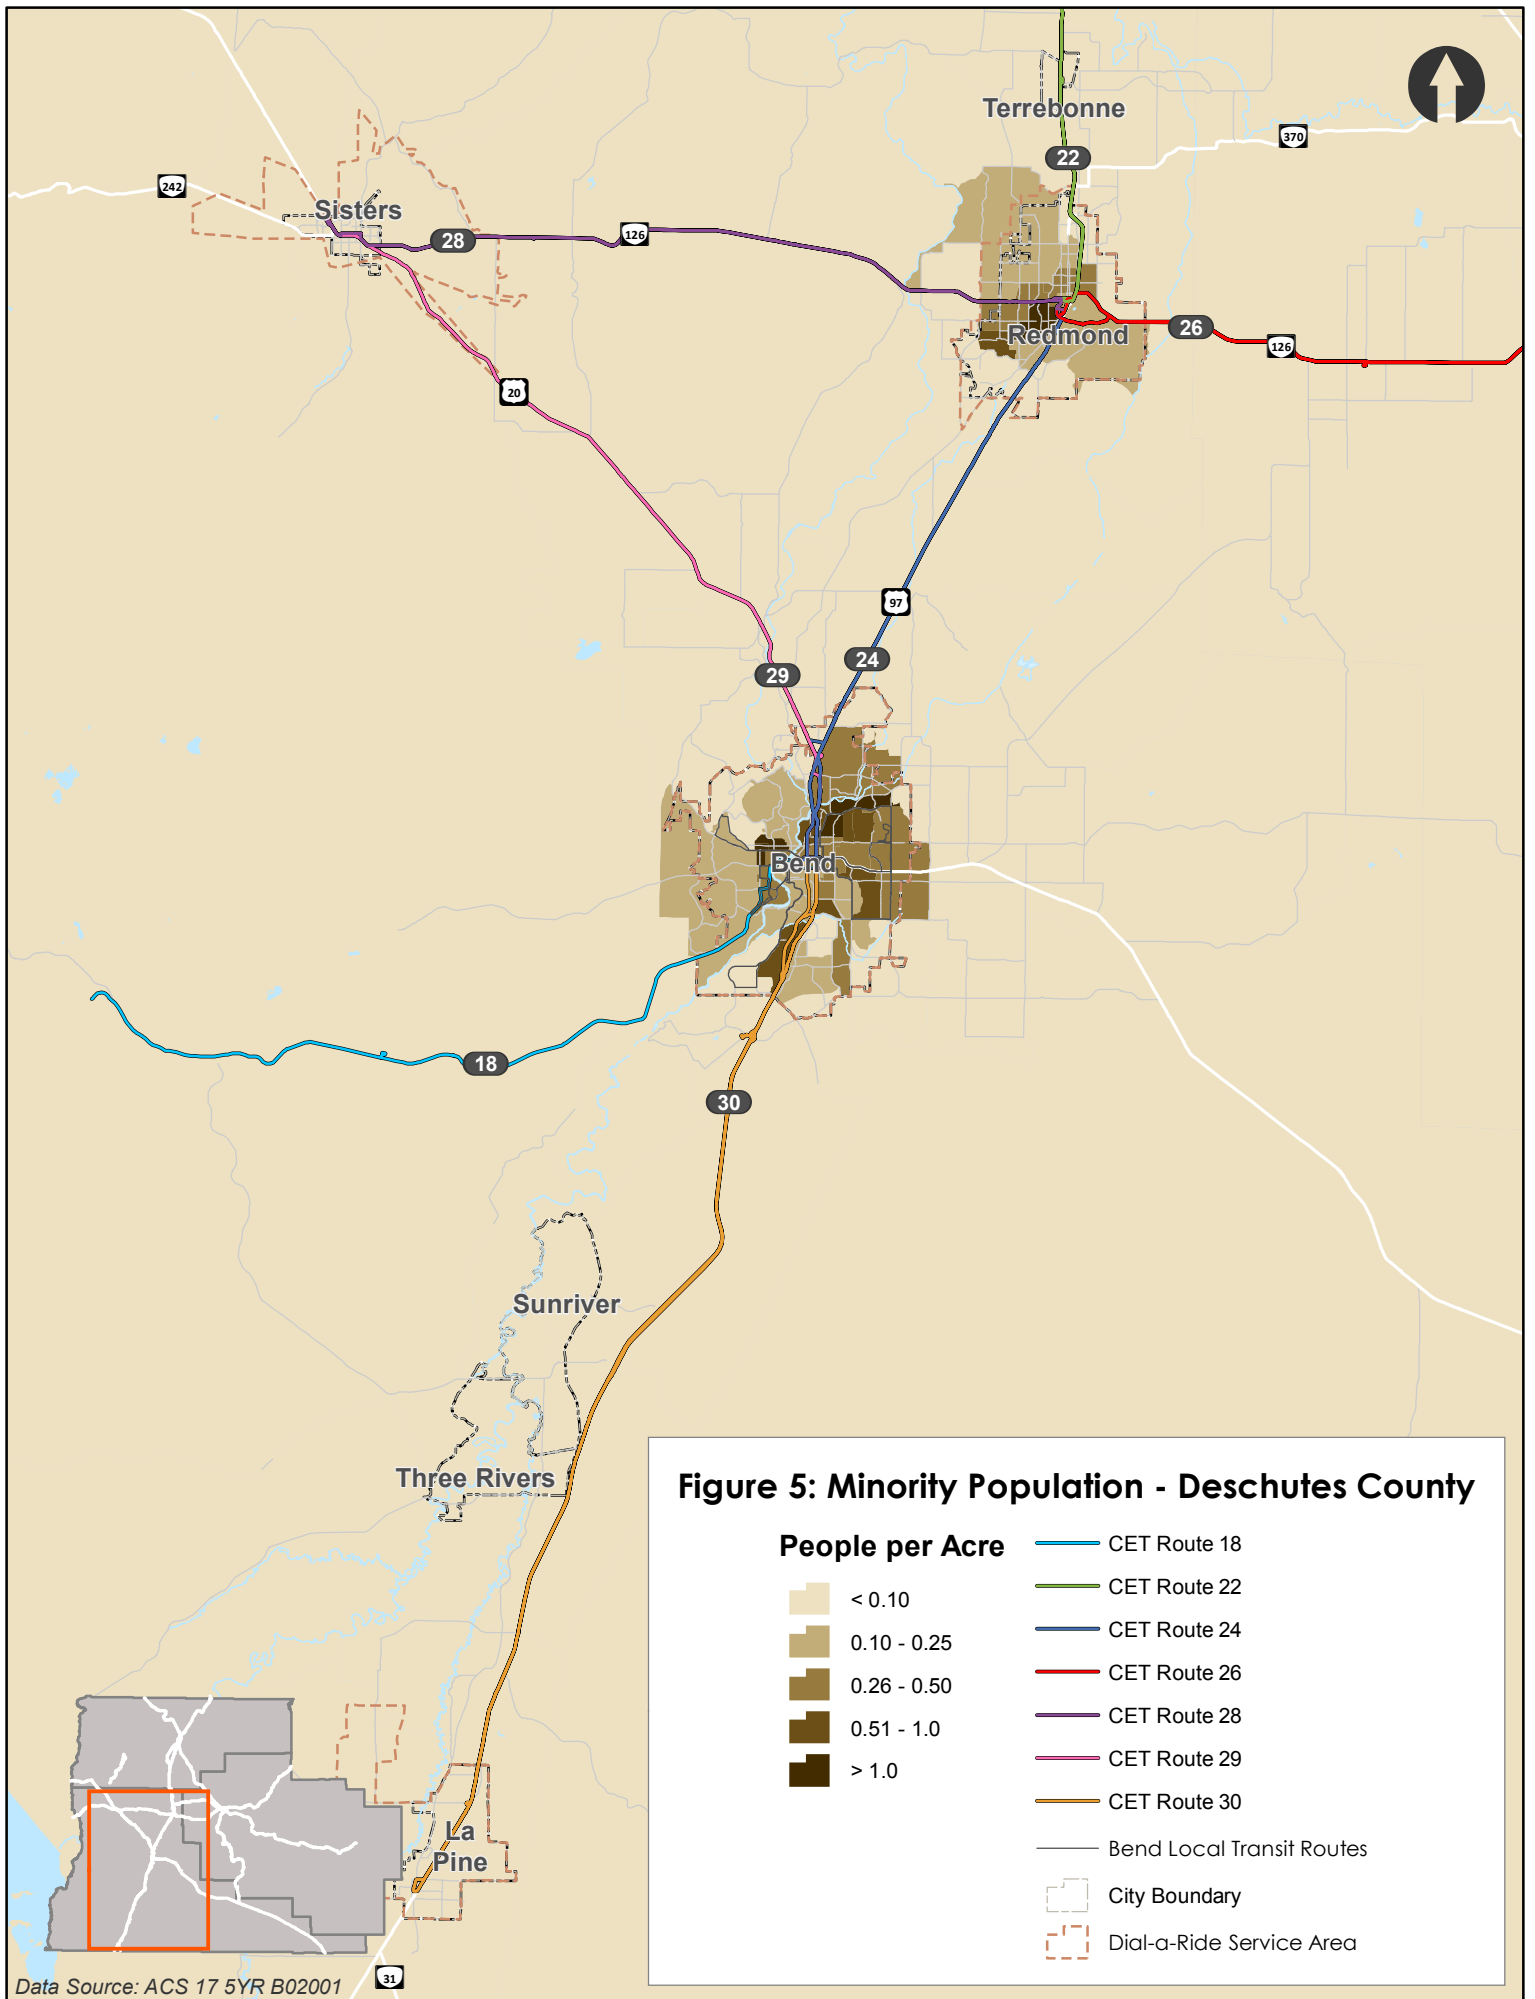 Terrebonne
370
22
242
Sisters
28
126
Redmond
26
126
20
97
24
29
Bend
18
30
Sunriver
Three Rivers
La
Pine
31
Figure 5: Minority Population - Deschutes County
People per Acre
< 0.10
0.10 - 0.25
0.26 - 0.50
0.51 - 1.0
> 1.0
CET Route 18
CET Route 22
CET Route 24
CET Route 26
CET Route 28
CET Route 29
CET Route 30
Bend Local Transit Routes
City Boundary
Dial-a-Ride Service Area
Data Source: ACS 17 5YR B02001